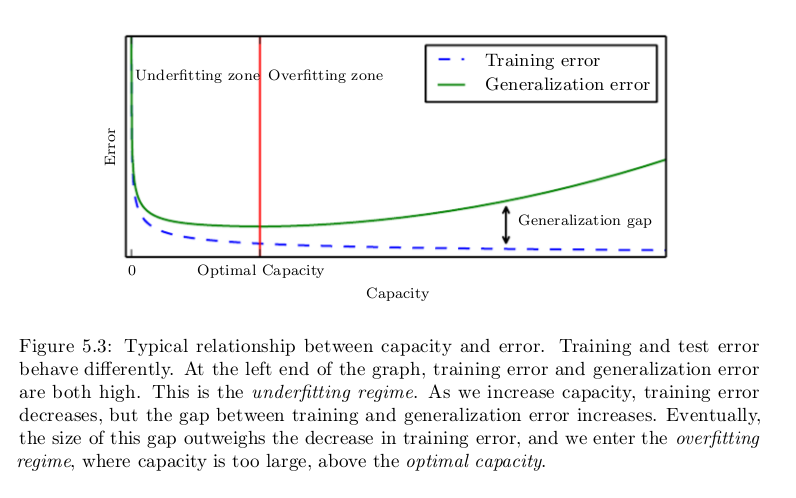 Underfitting zone Overfitting zone
Training error
Generalization error
Error
Generalization gap
0 Optimal Capacity
Capacity
Figure 5.3: Typical relationship between capacity and error. Training and test error
behave differently. At the left end of the graph, training error and generalization error
are both high. This is the underfitting regime. As we increase capacity, training error
decreases, but the gap between training and generalization error increases. Eventually,
the size of this gap outweighs the decrease in training error, and we enter the overfitting
regime, where capacity is too large, above the optimal capacity.